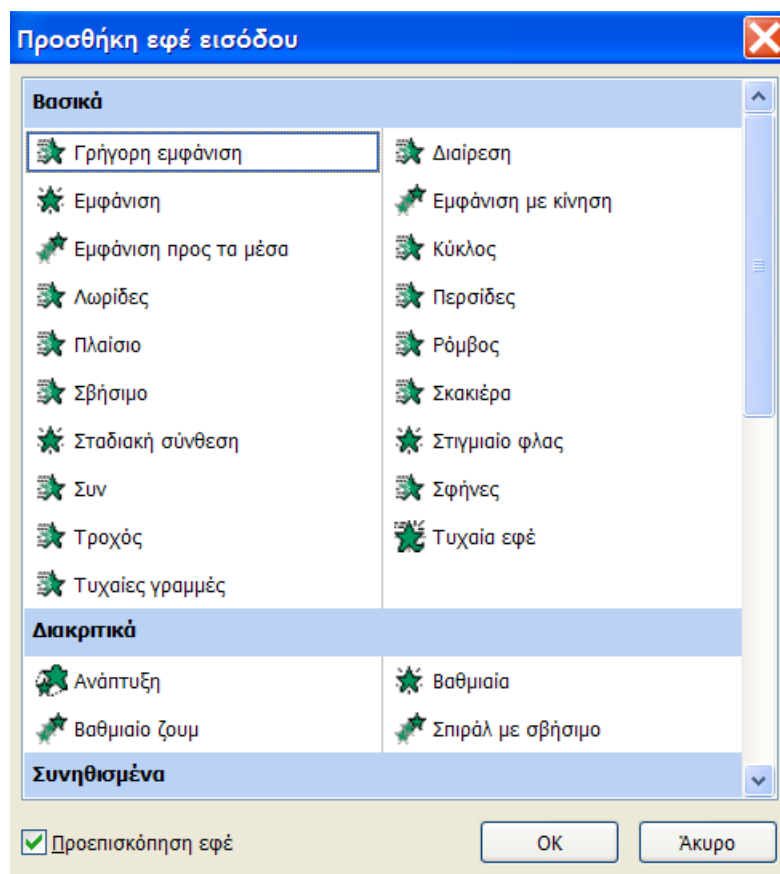 Προσθήκη εφέ εισόδου
Βασικά
Γρήγορη εμφάνιση
Διαίρεση
Εμφάνιση
Εμφάνιση με κίνηση
Εμφάνιση προς τα μέσα
Κύκλος
Λωρίδες
Περσίδες
Πλαίσιο
Ρόμβος
Σβήσιμο
Σκακιέρα
Σταδιακή σύνθεση
Στιγμιαίο φλας
Συν
Σφήνες
Τροχός
Τυχαία εφέ
Τυχαίες γραμμές
Διακριτικά
Ανάπτυξη
Βαθμιαία
Βαθμιαίο ζουμ
Σπιράλ με σβήσιμο
Συνηθισμένα
Προεπισκόπηση εφέ
OK
Άκυρο